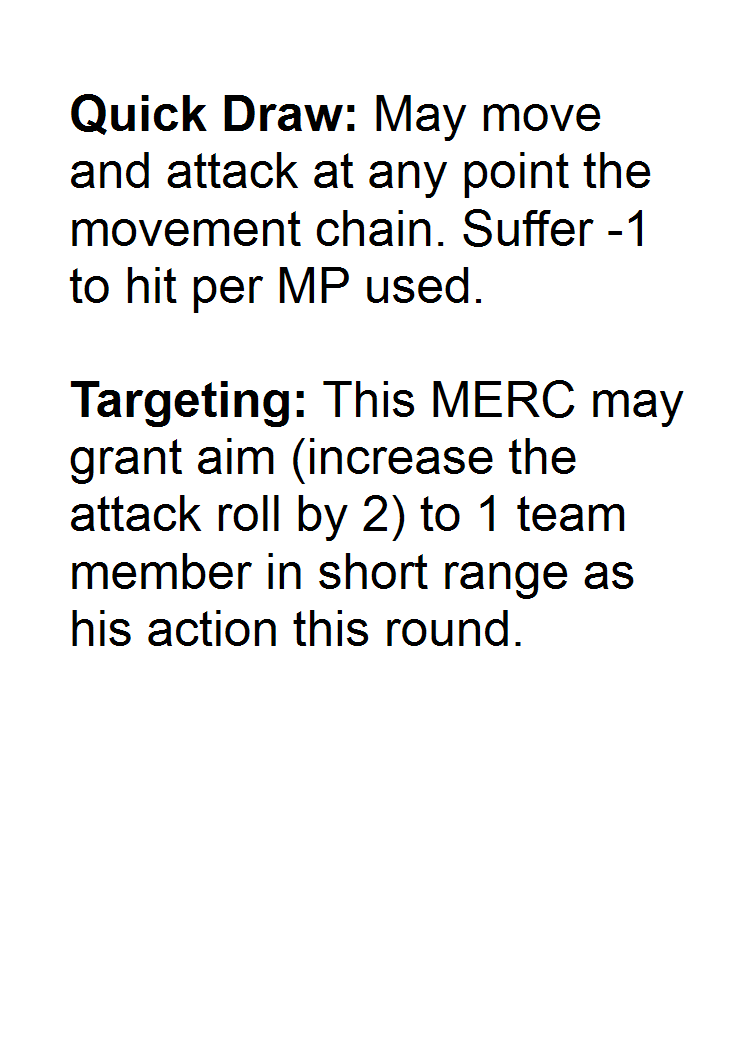 Quick Draw: May move
and attack at any point the
movement chain. Suffer -1
to hit per MP used.
Targeting: This MERC may
grant aim (increase the
attack roll by 2) to 1 team
member in short range as
his action this round.